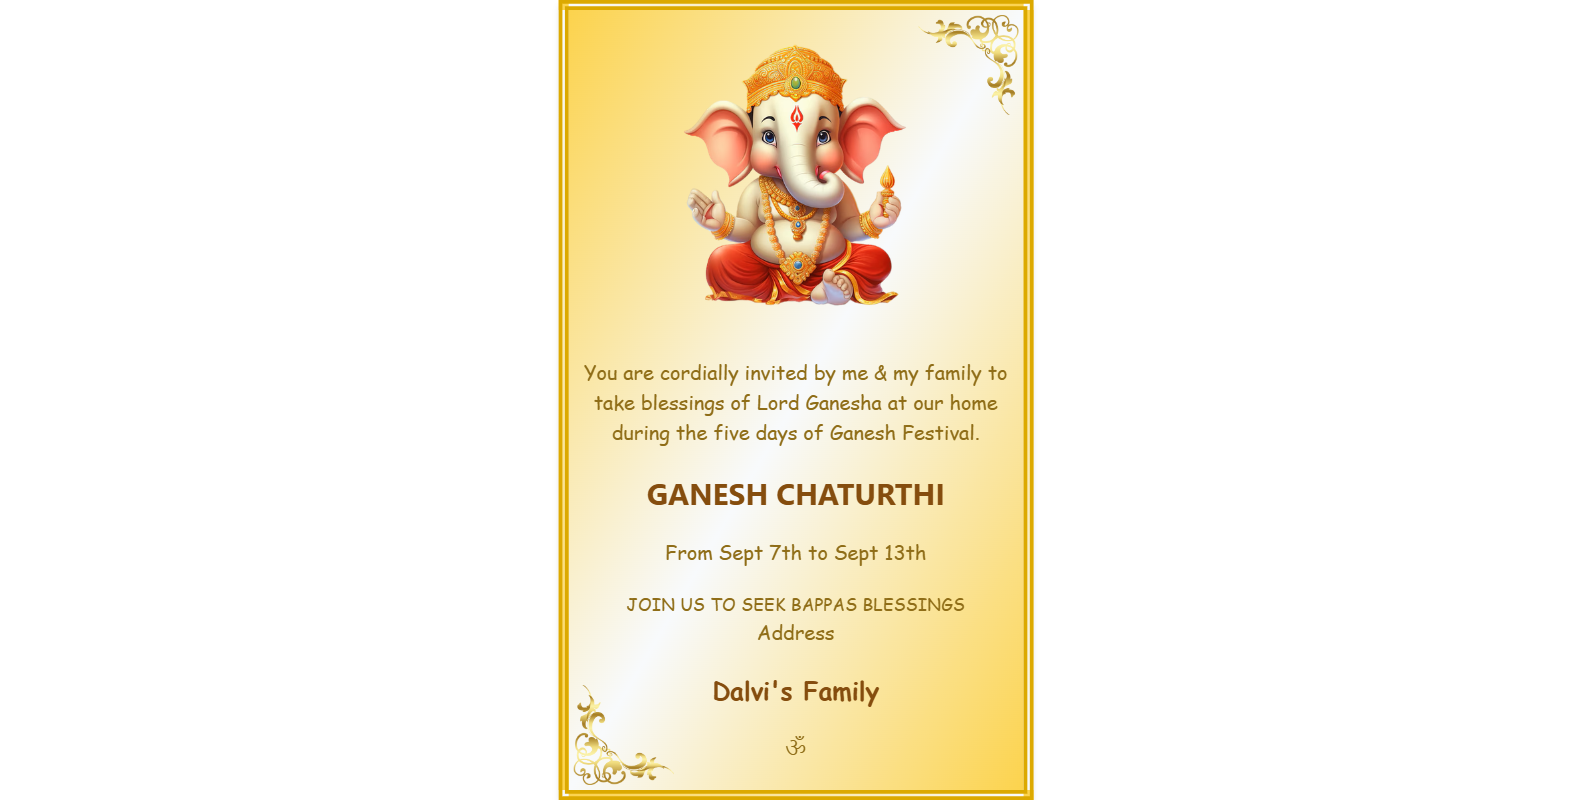 You are cordially invited by me & my family to
take blessings of Lord Ganesha at our home
during the five days of Ganesh Festival.
GANESH CHATURTHI
From Sept 7th to Sept 13th
JOIN US TO SEEK BAPPAS BLESSINGS
Address
Dalvi's Family
ॐ